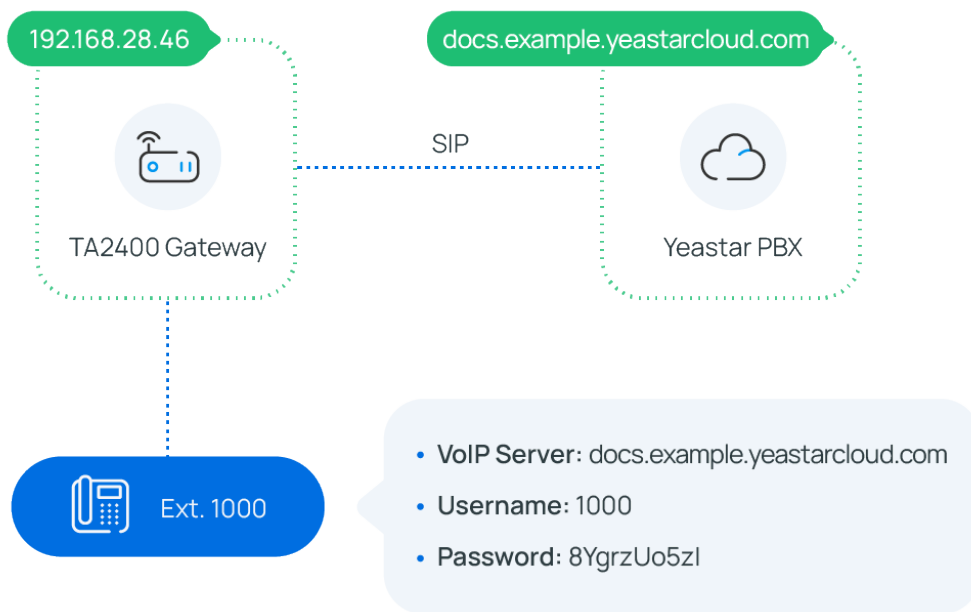 192.168.28.46
docs.example.yeastarcloud.com
SIP
TA2400 Gateway
Yeastar PBX
Ext. 1000
• VoIP Server: docs.example.yeastarcloud.com
• Username: 1000
• Password: 8YgrzUo5zI